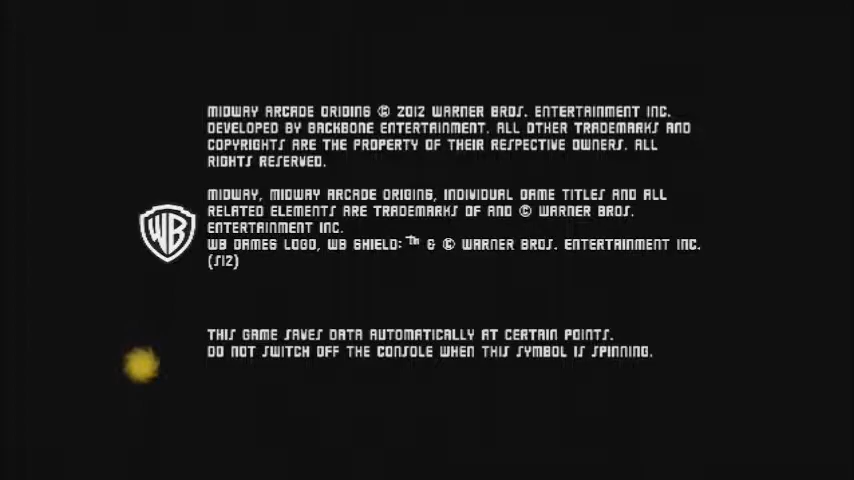 MIDWAY ARCADE ORIGINS © 2012 WARNER BROS. ENTERTAINMENT INC.
DEVELOPED BY BACKBONE ENTERTAINMENT. ALL OTHER TRADEMARKS AND
COPYRIGHTS ARE THE PROPERTY OF THEIR RESPECTIVE OWNERS. ALL
RIGHTS RESERVED.
MIDWAY, MIDWAY ARCADE ORIGINS, INDIVIDUAL GAME TITLES AND ALL
RELATED ELEMENTS ARE TRADEMARKS OF AND © WARNER BROS.
ENTERTAINMENT INC.
WB
WB GAMES LOGO, WB SHIELD: ™ & © WARNER BROS. ENTERTAINMENT INC.
(S12)
THIS GAME SAVES DATA AUTOMATICALLY AT CERTAIN POINTS.
DO NOT SWITCH OFF THE CONSOLE WHEN THIS SYMBOL IS SPINNING.